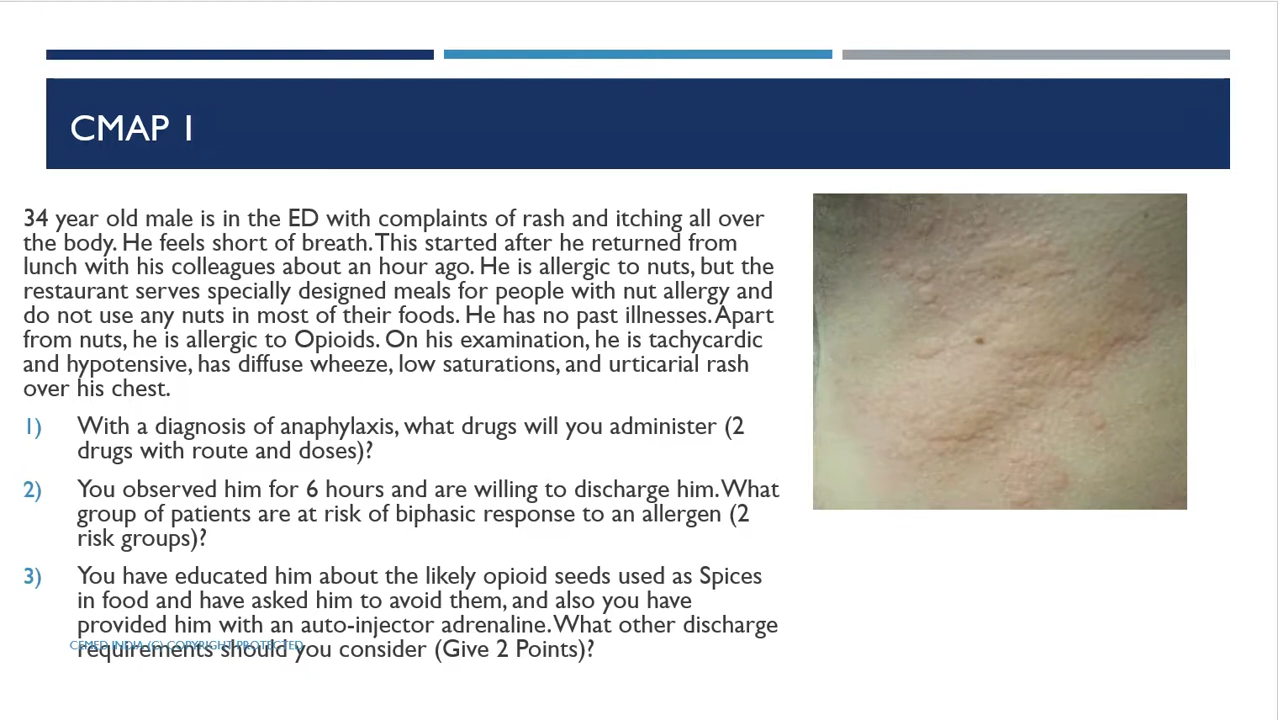 CMAP 1
34 year old male is in the ED with complaints of rash and itching all over
the body. He feels short of breath. This started after he returned from
lunch with his colleagues about an hour ago. He is allergic to nuts, but the
restaurant serves specially designed meals for people with nut allergy and
do not use any nuts in most of their foods. He has no past illnesses. Apart
from nuts, he is allergic to Opioids. On his examination, he is tachycardic
and hypotensive, has diffuse wheeze, low saturations, and urticarial rash
over his chest.
1) With a diagnosis of anaphylaxis, what drugs will you administer (2
drugs with route and doses)?
2) You observed him for 6 hours and are willing to discharge him. What
group of patients are at risk of biphasic response to an allergen (2
risk groups)?
3) You have educated him about the likely opioid seeds used as Spices
in food and have asked him to avoid them, and also you have
provided him with an auto-injector adrenaline. What other discharge
requirements should you consider (Give 2 Points)?
CEMED INDIA (C) COPYRIGHT PROTECTED